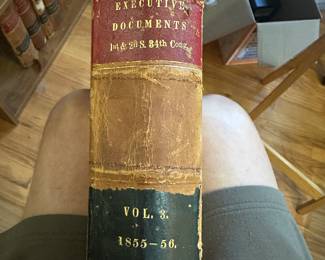 EXECUTIVE
DOCUMENTS
1st & 2d S. 34th Cong.
VOL. 3.
1855—56.